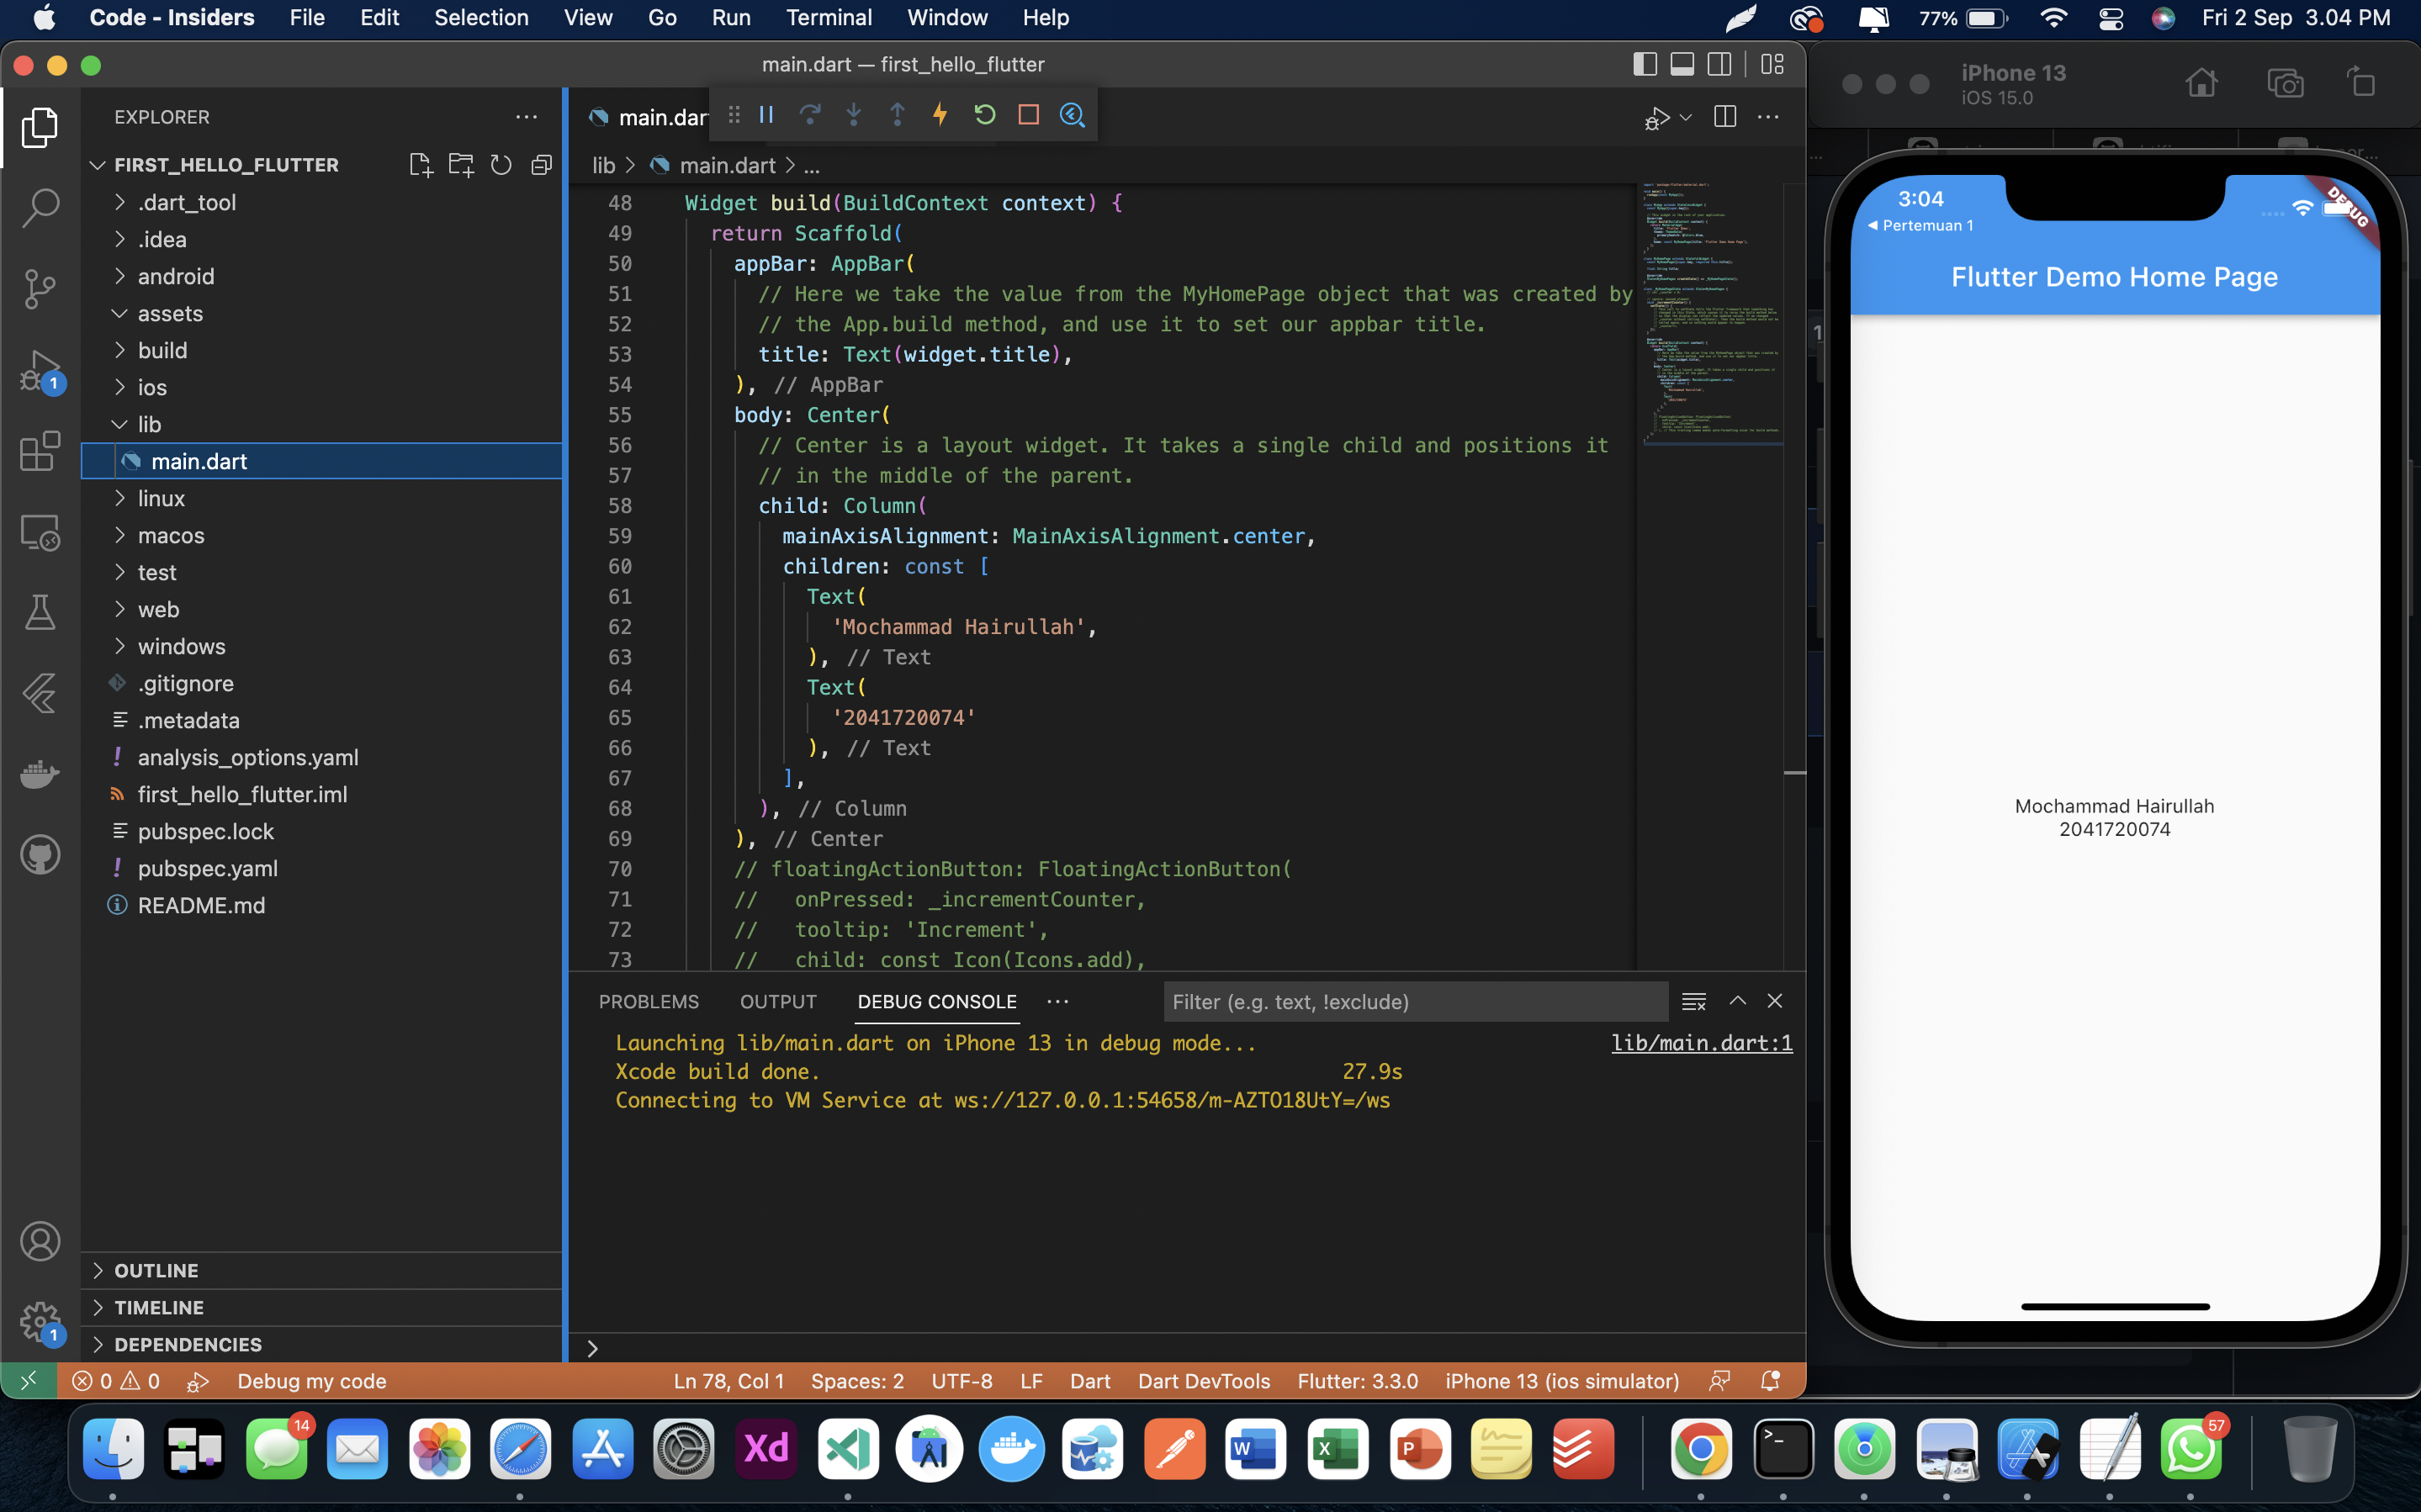 Code - Insiders File Edit Selection View Go Run Terminal Window Help 77% Fri 2 Sep 3.04 PM
main.dart — first_hello_flutter
EXPLORER
FIRST_HELLO_FLUTTER
.dart_tool
.idea
android
assets
build
ios
lib
main.dart
linux
macos
test
web
windows
.gitignore
.metadata
analysis_options.yaml
first_hello_flutter.iml
pubspec.lock
pubspec.yaml
README.md
OUTLINE
TIMELINE
DEPENDENCIES
1
1
main.dar
lib > main.dart > ...
48 Widget build(BuildContext context) {
49 return Scaffold(
50 appBar: AppBar(
51 // Here we take the value from the MyHomePage object that was created by
52 // the App.build method, and use it to set our appbar title.
53 title: Text(widget.title),
54 ), // AppBar
55 body: Center(
56 // Center is a layout widget. It takes a single child and positions it
57 // in the middle of the parent.
58 child: Column(
59 mainAxisAlignment: MainAxisAlignment.center,
60 children: const [
61 Text(
62 'Mochammad Hairullah',
63 ), // Text
64 Text(
65 '2041720074'
66 ), // Text
67 ],
68 ), // Column
69 ), // Center
70 // floatingActionButton: FloatingActionButton(
71 //   onPressed: _incrementCounter,
72 //   tooltip: 'Increment',
73 //   child: const Icon(Icons.add),
PROBLEMS OUTPUT DEBUG CONSOLE ··· Filter (e.g. text, !exclude)
Launching lib/main.dart on iPhone 13 in debug mode... lib/main.dart:1
Xcode build done. 27.9s
Connecting to VM Service at ws://127.0.0.1:54658/m-AZTO18UtY=/ws
0 0 Debug my code Ln 78, Col 1 Spaces: 2 UTF-8 LF Dart Dart DevTools Flutter: 3.3.0 iPhone 13 (ios simulator)
iPhone 13
iOS 15.0
3:04
Pertemuan 1
DEBUG
Flutter Demo Home Page
Mochammad Hairullah
2041720074
14
Xd
W
X
P
>_
57